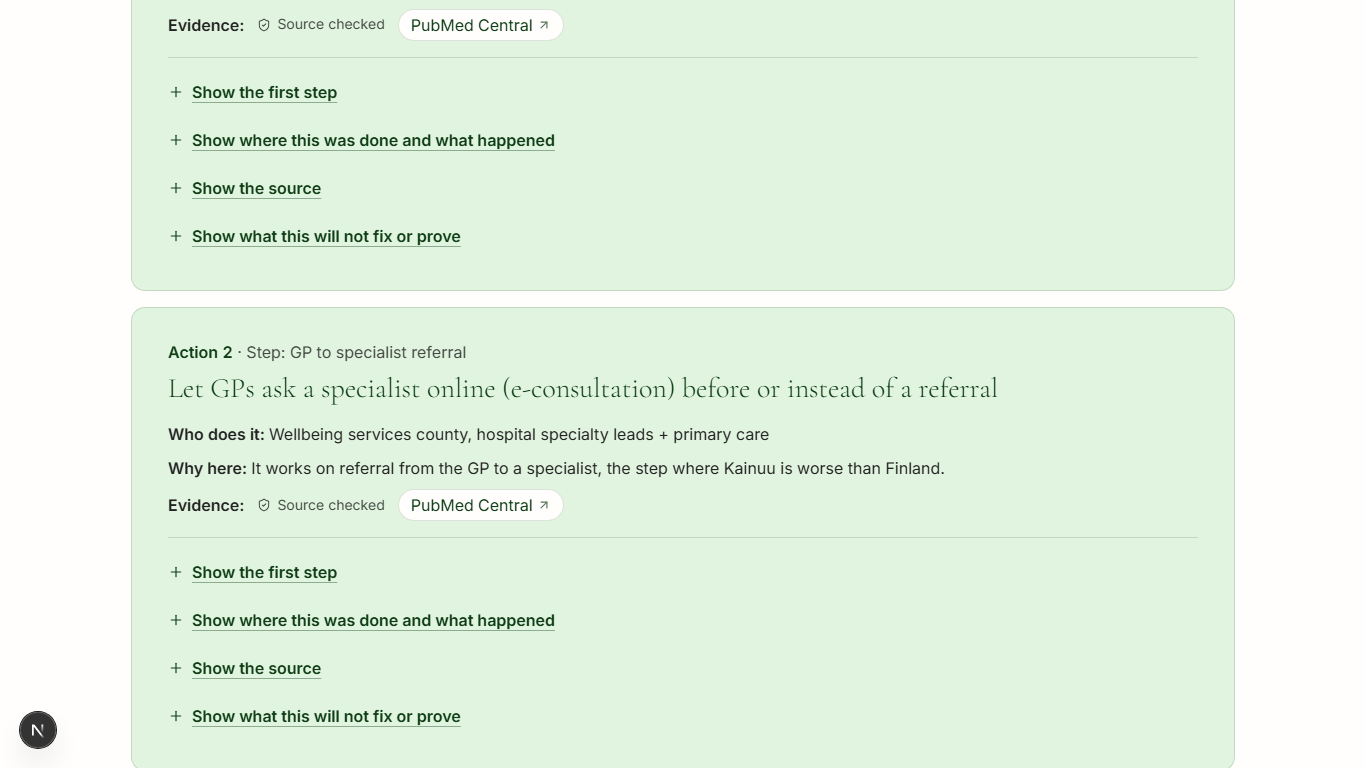 Evidence: Source checked PubMed Central ↗
+ Show the first step
+ Show where this was done and what happened
+ Show the source
+ Show what this will not fix or prove
Action 2 · Step: GP to specialist referral
Let GPs ask a specialist online (e-consultation) before or instead of a referral
Who does it: Wellbeing services county, hospital specialty leads + primary care
Why here: It works on referral from the GP to a specialist, the step where Kainuu is worse than Finland.
Evidence: Source checked PubMed Central ↗
+ Show the first step
+ Show where this was done and what happened
+ Show the source
+ Show what this will not fix or prove
N